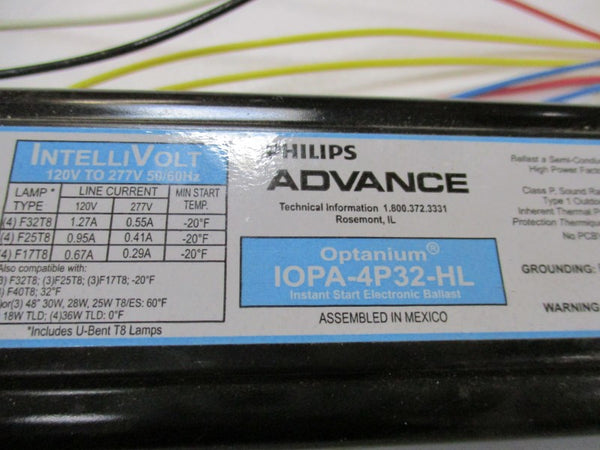 INTELLIVOLT
120V TO 277V 50/60Hz
LAMP * TYPE LINE CURRENT MIN START TEMP.
120V 277V
(4) F32T8 1.27A 0.55A -20°F
(4) F25T8 0.95A 0.41A -20°F
(4) F17T8 0.67A 0.29A -20°F
Also compatible with:
F32T8; (3)F25T8; (3)F17T8; -20°F
F40T8; 32°F
or(3) 48" 30W, 28W, 25W T8/ES: 60°F
18W TLD; (4)36W TLD: 0°F
*Includes U-Bent T8 Lamps
PHILIPS
ADVANCE
Technical Information 1.800.372.3331
Rosemont, IL
Optanium®
IOPA-4P32-HL
Instant Start Electronic Ballast
ASSEMBLED IN MEXICO
Ballast a Semi-Conduc
High Power Facto
Class P, Sound Ra
Type 1 Outdo
Inherent Thermal P
Protection Thermique
No PCB
GROUNDING:
WARNING